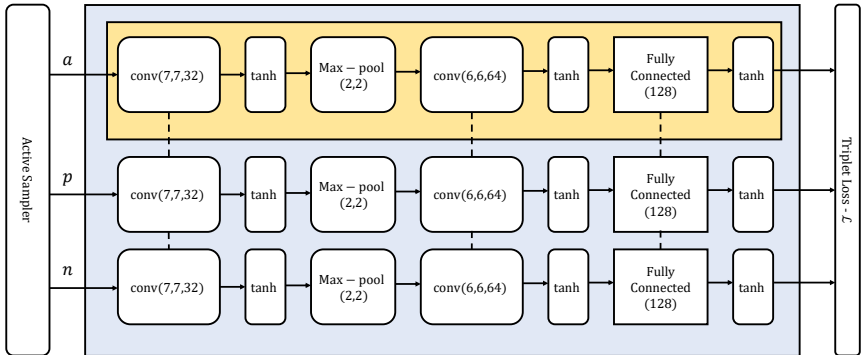 Active Sampler
a
conv(7,7,32)
tanh
Max − pool
(2,2)
conv(6,6,64)
tanh
Fully
Connected
(128)
tanh
p
conv(7,7,32)
tanh
Max − pool
(2,2)
conv(6,6,64)
tanh
Fully
Connected
(128)
tanh
n
conv(7,7,32)
tanh
Max − pool
(2,2)
conv(6,6,64)
tanh
Fully
Connected
(128)
tanh
Triplet Loss - ℒ